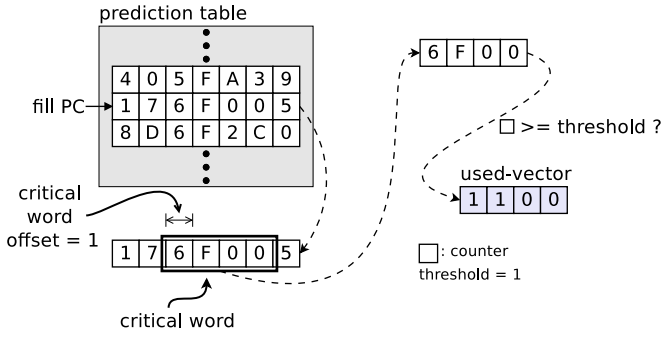 prediction table
4 0 5 F A 3 9
fill PC 1 7 6 F 0 0 5
8 D 6 F 2 C 0
critical
word
offset = 1
1 7 6 F 0 0 5
critical word
6 F 0 0
>= threshold ?
used-vector
1 1 0 0
: counter
threshold = 1